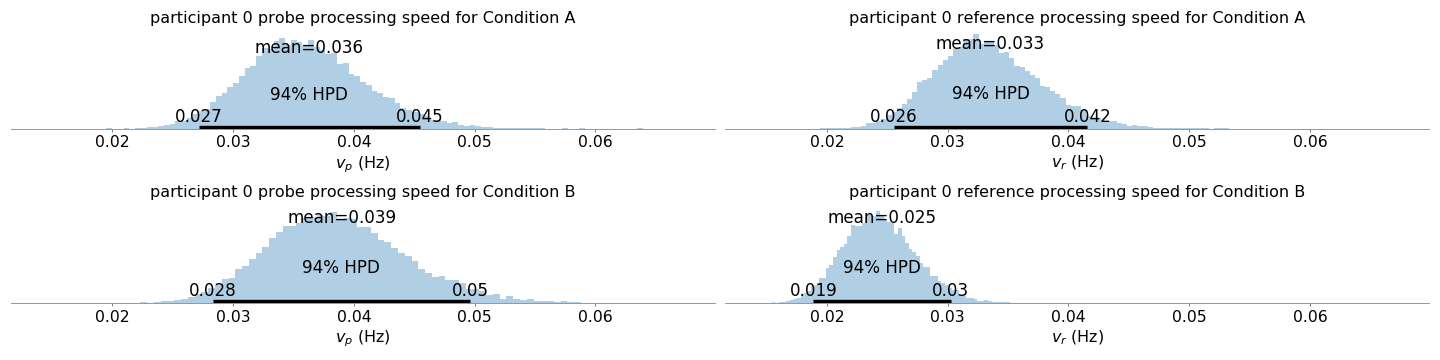 participant 0 probe processing speed for Condition A
mean=0.036
94% HPD
0.027 0.045
0.02 0.03 0.04 0.05 0.06
v_p (Hz)
participant 0 reference processing speed for Condition A
mean=0.033
94% HPD
0.026 0.042
0.02 0.03 0.04 0.05 0.06
v_r (Hz)
participant 0 probe processing speed for Condition B
mean=0.039
94% HPD
0.028 0.05
0.02 0.03 0.04 0.05 0.06
v_p (Hz)
participant 0 reference processing speed for Condition B
mean=0.025
94% HPD
0.019 0.03
0.02 0.03 0.04 0.05 0.06
v_r (Hz)